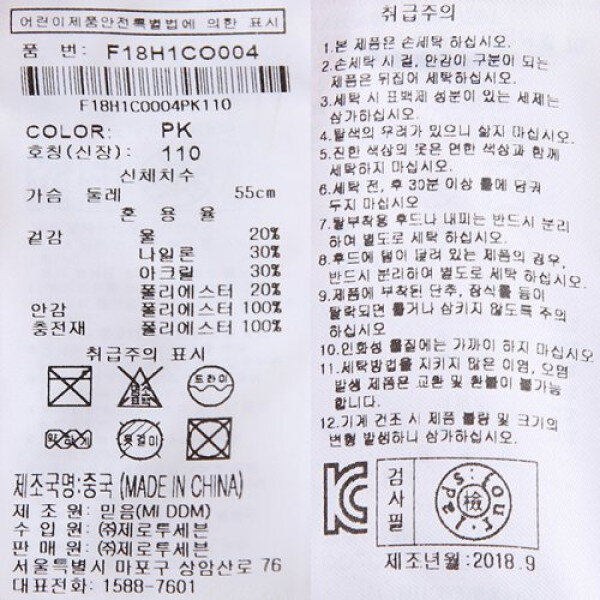 어린이제품안전특별법에 의한 표시
품 번: F18H1CO004
F18H1C0004PK110
COLOR: PK
호칭(신장): 110
신체치수
가슴 둘레 55cm
혼 용 율
겉감 울 20%
나일론 30%
아크릴 30%
폴리에스터 20%
안감 폴리에스터 100%
충전재 폴리에스터 100%
취급주의 표시
염소표백
드라이
약하게
옷걸이
제조국명:중국 (MADE IN CHINA)
제 조 원: 믿음(MI DDM)
수 입 원: ㈜제로투세븐
판 매 원: ㈜제로투세븐
서울특별시 마포구 상암산로 76
대표전화: 1588-7601
취급주의
1.본 제품은 손세탁 하십시오.
2.손세탁 시 겉, 안감이 구분이 되는
제품은 뒤집어 세탁하십시오.
3.세탁 시 표백제 성분이 있는 세제는
삼가하십시오.
4.탈색의 우려가 있으니 삶지 마십시오.
5.진한 색상의 옷은 연한 색상과 함께
세탁하지 마십시오.
6.세탁 전, 후 30분 이상 물에 담궈
두지 마십시오
7.탈부착용 후드나 내피는 반드시 분리
하여 별도로 세탁 하십시오.
8.후드에 털이 달려 있는 제품의 경우,
반드시 분리하여 별도로 세탁 하십시오.
9.제품에 부착된 단추, 장식물 등이
탈락되면 물거나 삼키지 않도록 주의
하십시오
10.인화성 물질에는 가까이 하지 마십시오
11.세탁방법을 지키지 않은 이염, 오염
발생 제품은 교환 및 환불이 불가능
합니다.
12.기계 건조 시 제품 볼륨 및 크기의
변형 발생하니 삼가 하십시오.
KC
검사필
檢
제조년월:2018.9